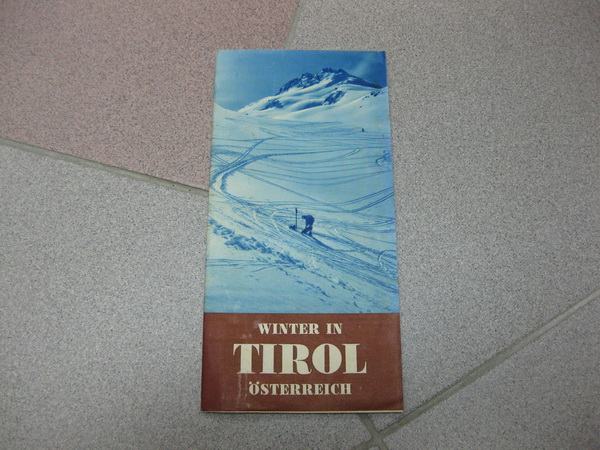 WINTER IN
TIROL
ÖSTERREICH